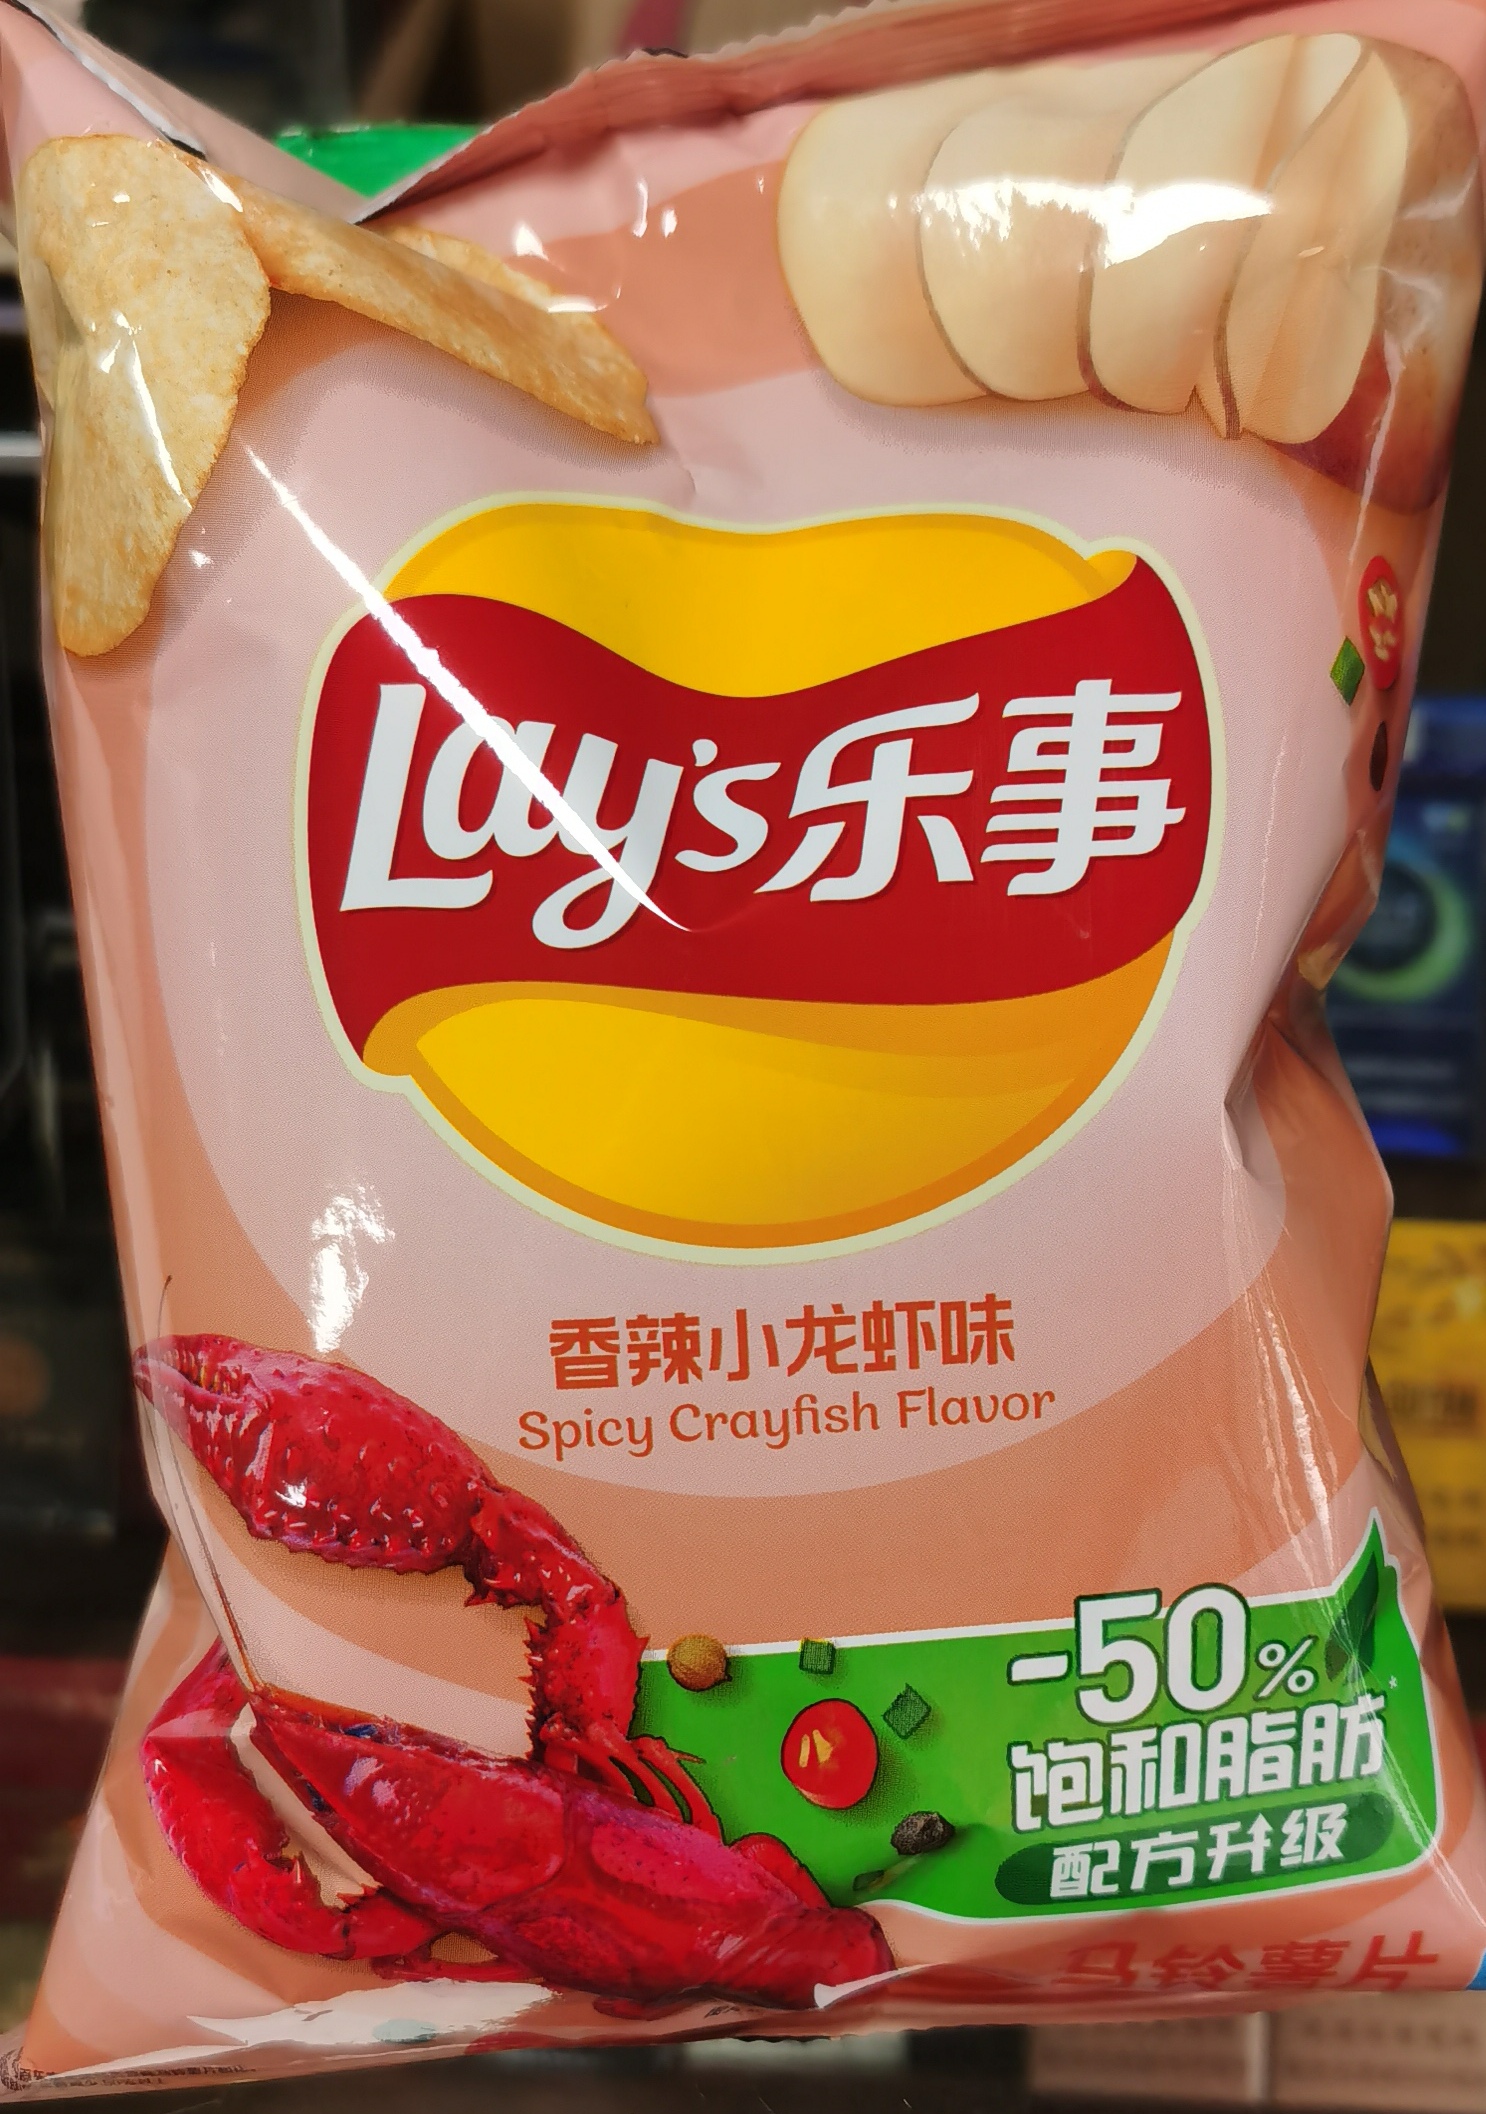 Lay's乐事
香辣小龙虾味
Spicy Crayfish Flavor
-50%
饱和脂肪*
配方升级
马铃薯片